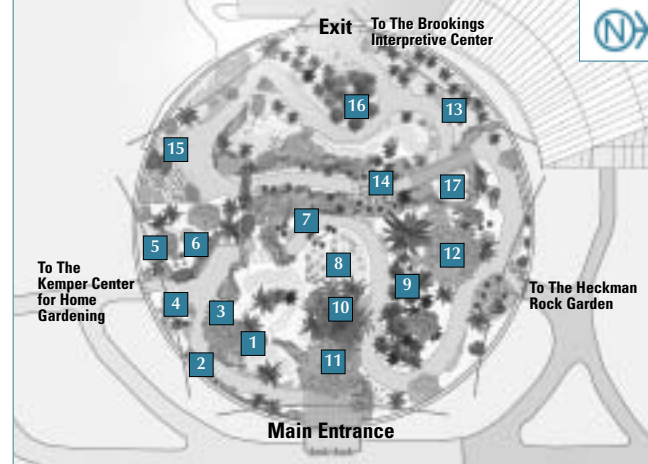 Exit
To The Brookings
Interpretive Center
N
16
13
15
14
17
7
5
6
12
8
To The
Kemper Center
for Home
Gardening
9
To The Heckman
Rock Garden
4
3
10
1
11
2
Main Entrance